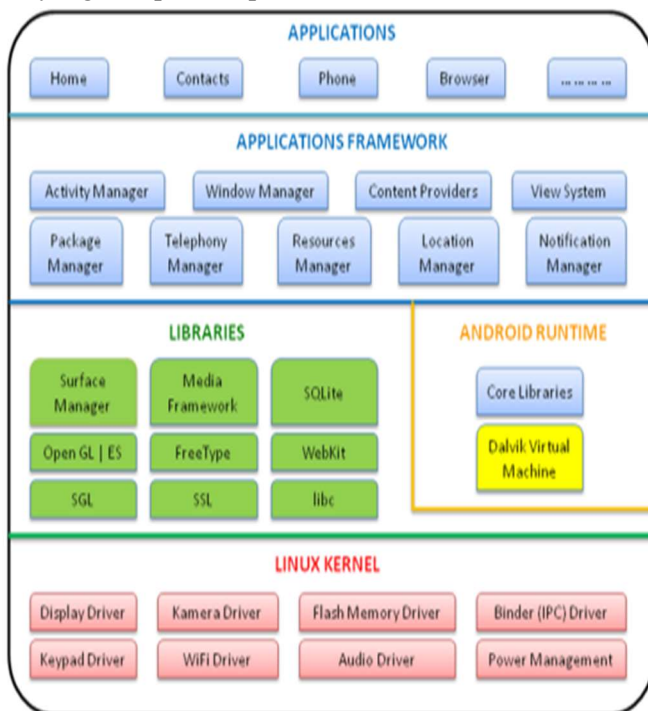 APPLICATIONS
Home
Contacts
Phone
Browser
... ... ... ...
APPLICATIONS FRAMEWORK
Activity Manager
Window Manager
Content Providers
View System
Package
Manager
Telephony
Manager
Resources
Manager
Location
Manager
Notification
Manager
LIBRARIES
Surface
Manager
Media
Framework
SQLite
Open GL | ES
FreeType
WebKit
SGL
SSL
libc
ANDROID RUNTIME
Core Libraries
Dalvik Virtual
Machine
LINUX KERNEL
Display Driver
Kamera Driver
Flash Memory Driver
Binder (IPC) Driver
Keypad Driver
WiFi Driver
Audio Driver
Power Management